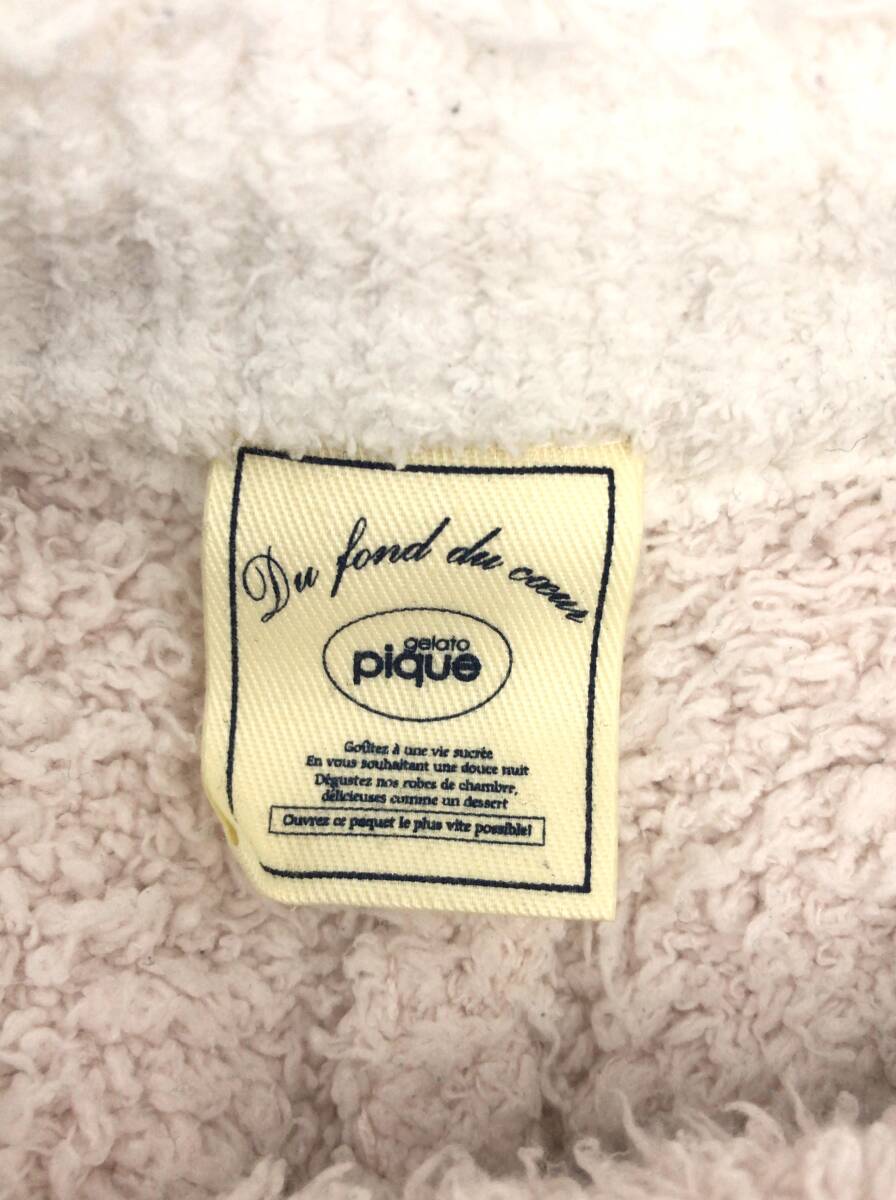 Du fond du cœur
gelato
pique
Goûtez à une vie sucrée
En vous souhaitant une douce nuit
Dégustez nos robes de chambre,
délicieuses comme un dessert
Ouvrez ce paquet le plus vite possible!